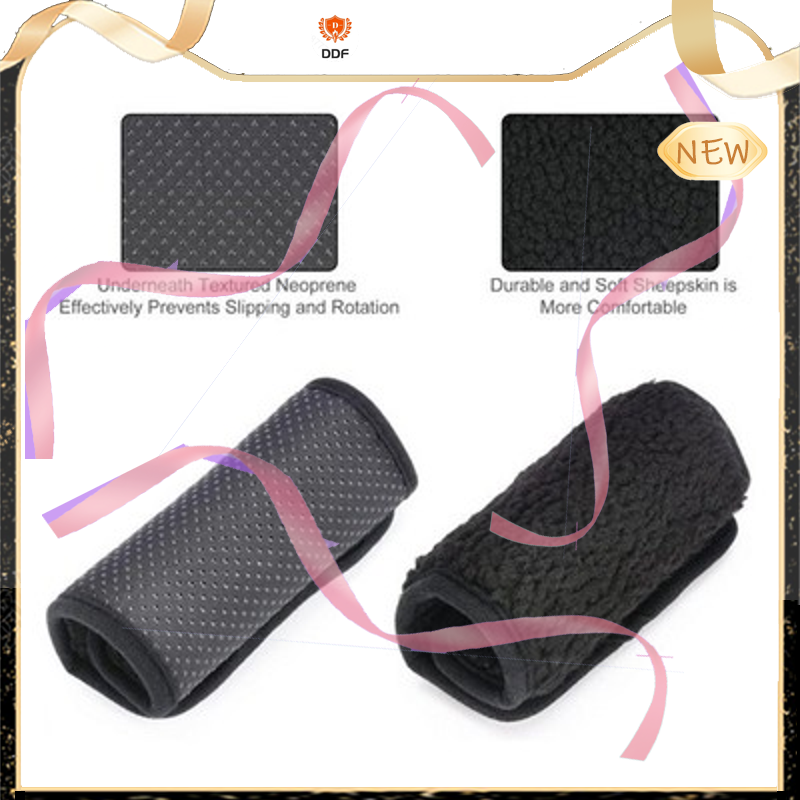 DDF
NEW
Underneath Textured Neoprene
Effectively Prevents Slipping and Rotation
Durable and Soft Sheepskin is
More Comfortable